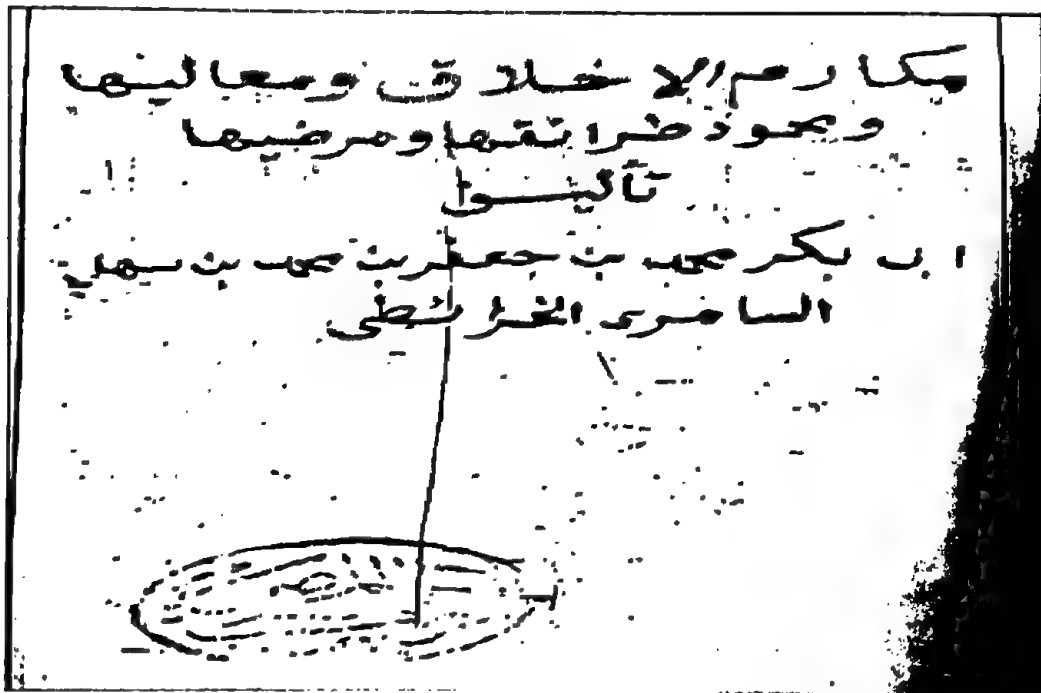 مكارم الاخلاق ومعاليها
ومحمود طرائقها ومرضيها
تأليف
ابى بكر محمد بن جعفر بن محمد بن سهل
السامرى الخرائطى